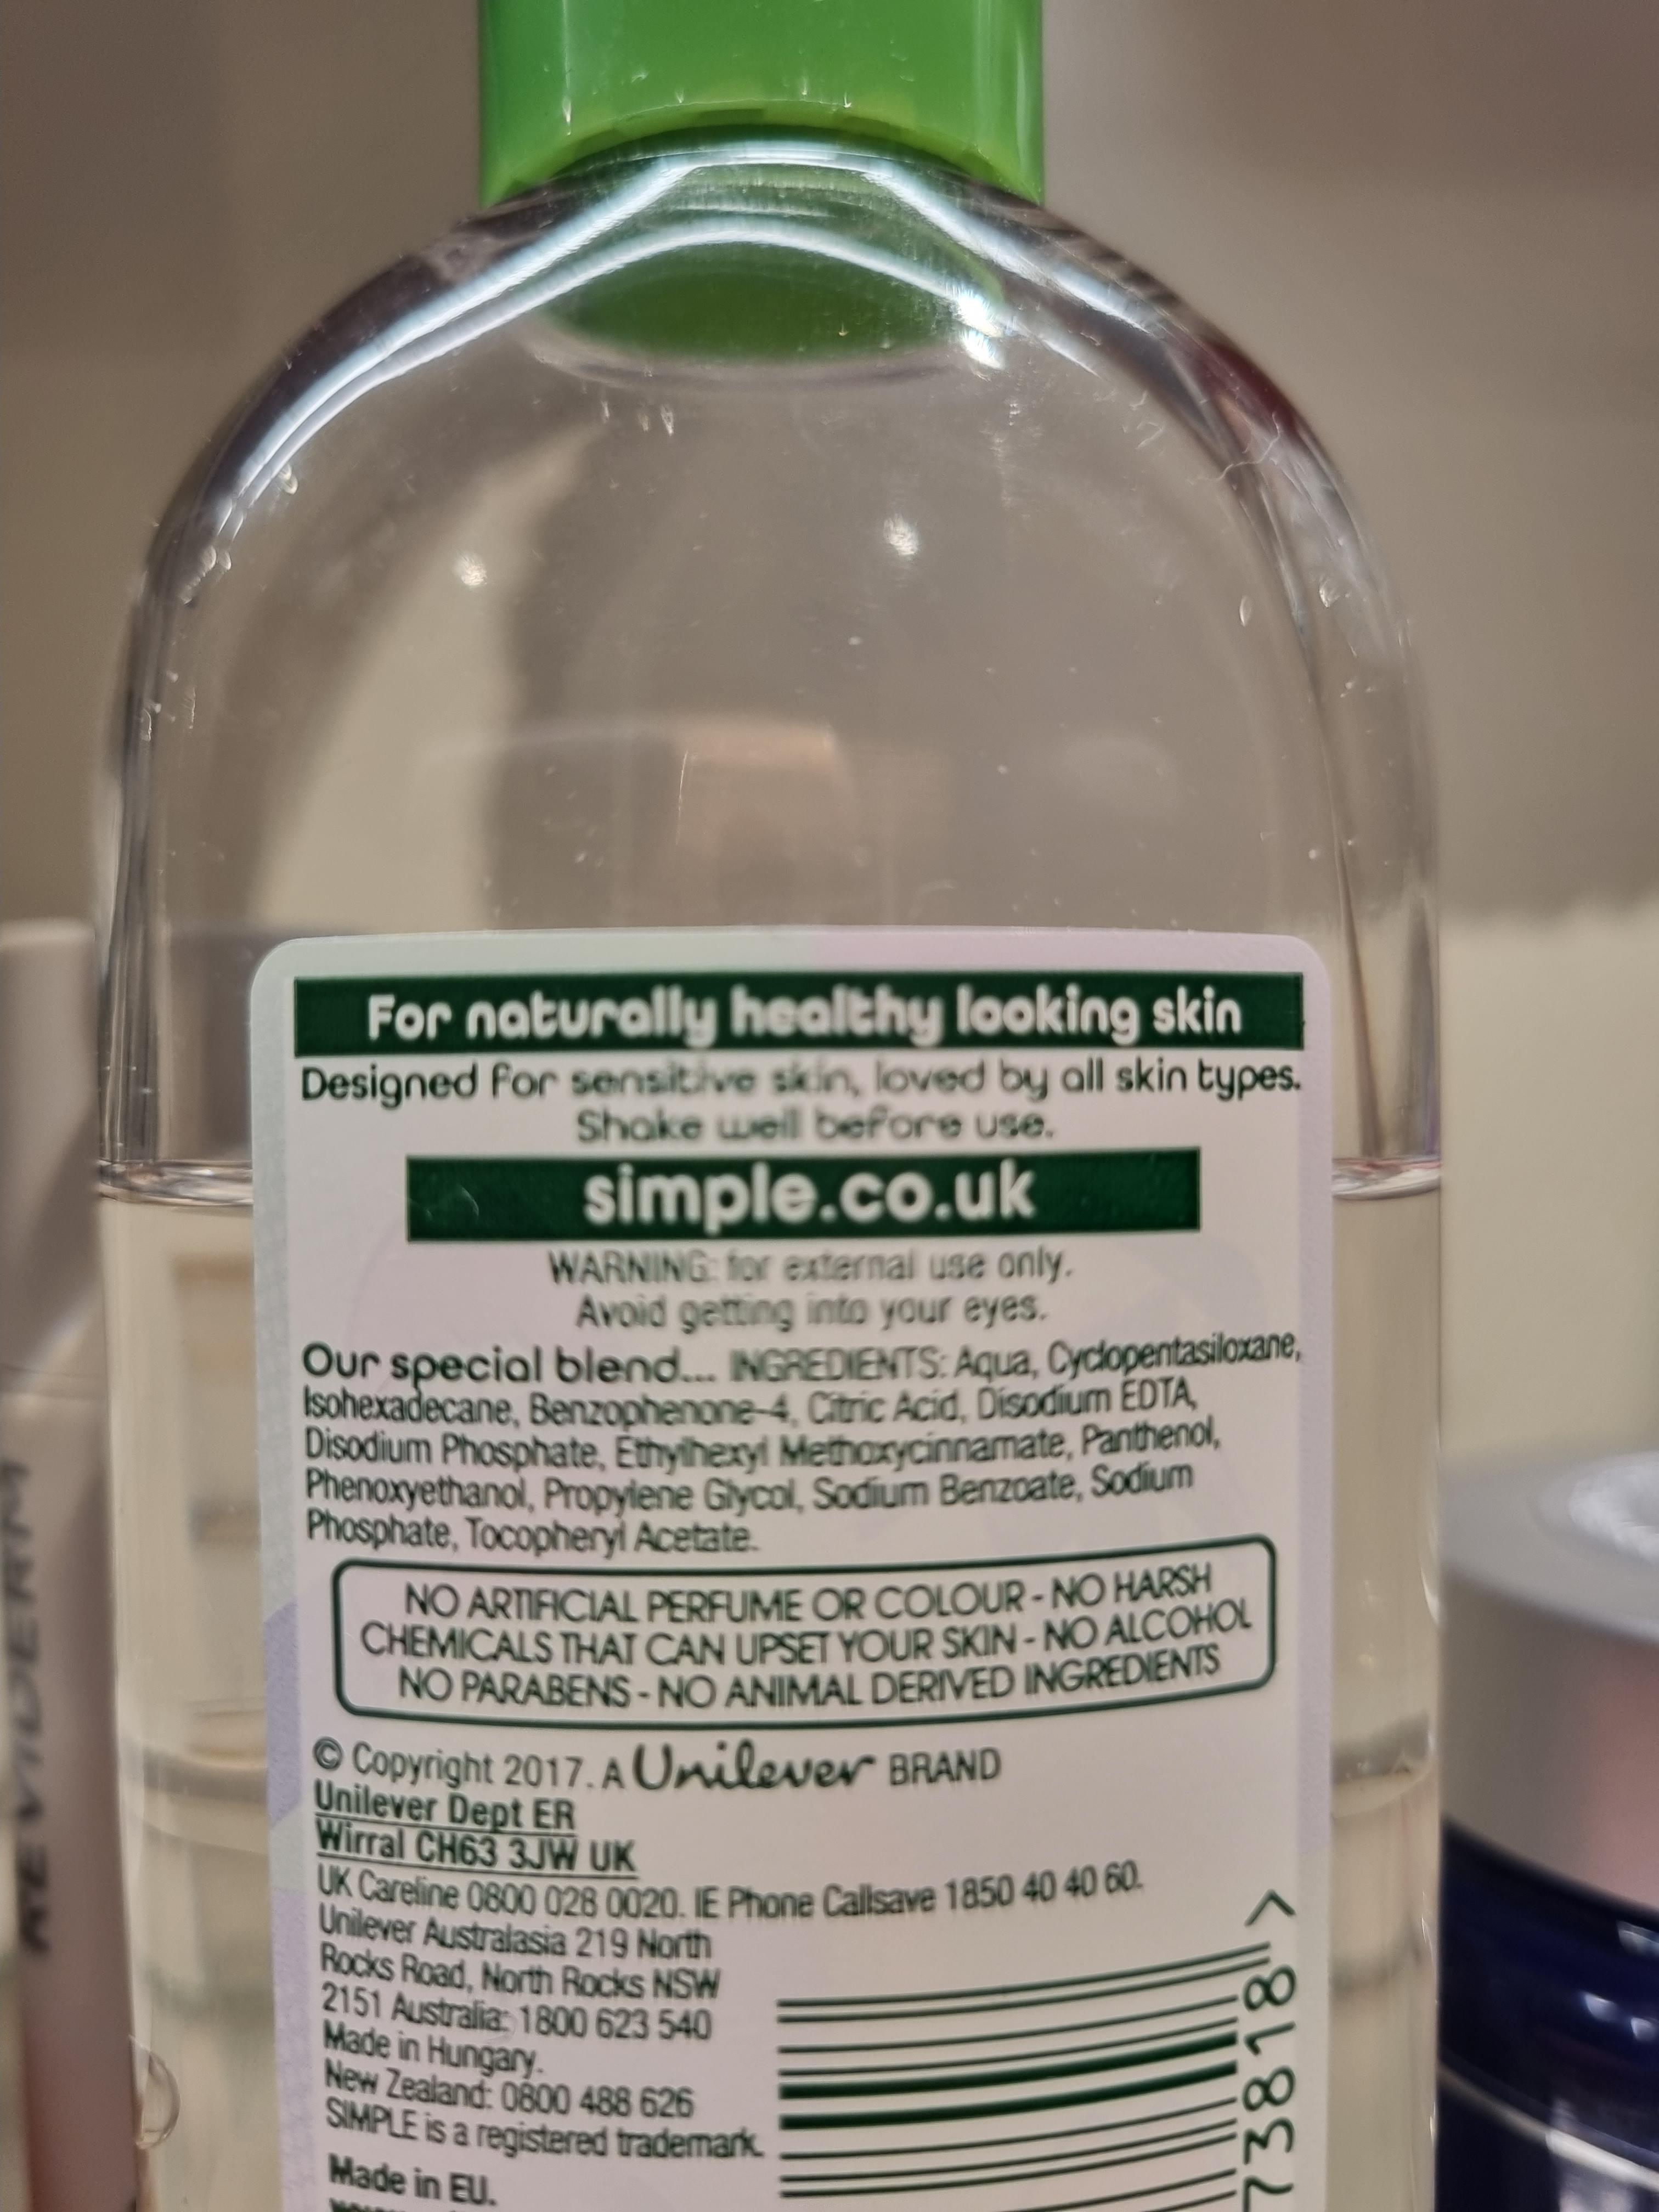 For naturally healthy looking skin
Designed for sensitive skin, loved by all skin types.
Shake well before use.
simple.co.uk
WARNING: for external use only.
Avoid getting into your eyes.
Our special blend... INGREDIENTS: Aqua, Cyclopentasiloxane,
Isohexadecane, Benzophenone-4, Citric Acid, Disodium EDTA,
Disodium Phosphate, Ethylhexyl Methoxycinnamate, Panthenol,
Phenoxyethanol, Propylene Glycol, Sodium Benzoate, Sodium
Phosphate, Tocopheryl Acetate.
NO ARTIFICIAL PERFUME OR COLOUR - NO HARSH
CHEMICALS THAT CAN UPSET YOUR SKIN - NO ALCOHOL
NO PARABENS - NO ANIMAL DERIVED INGREDIENTS
© Copyright 2017. A Unilever BRAND
Unilever Dept ER
Wirral CH63 3JW UK
UK Careline 0800 028 0020. IE Phone Callsave 1850 40 40 60.
Unilever Australasia 219 North
Rocks Road, North Rocks NSW
2151 Australia: 1800 623 540
Made in Hungary.
New Zealand: 0800 488 626
SIMPLE is a registered trademark.
Made in EU.
73818 >
REVIDERM